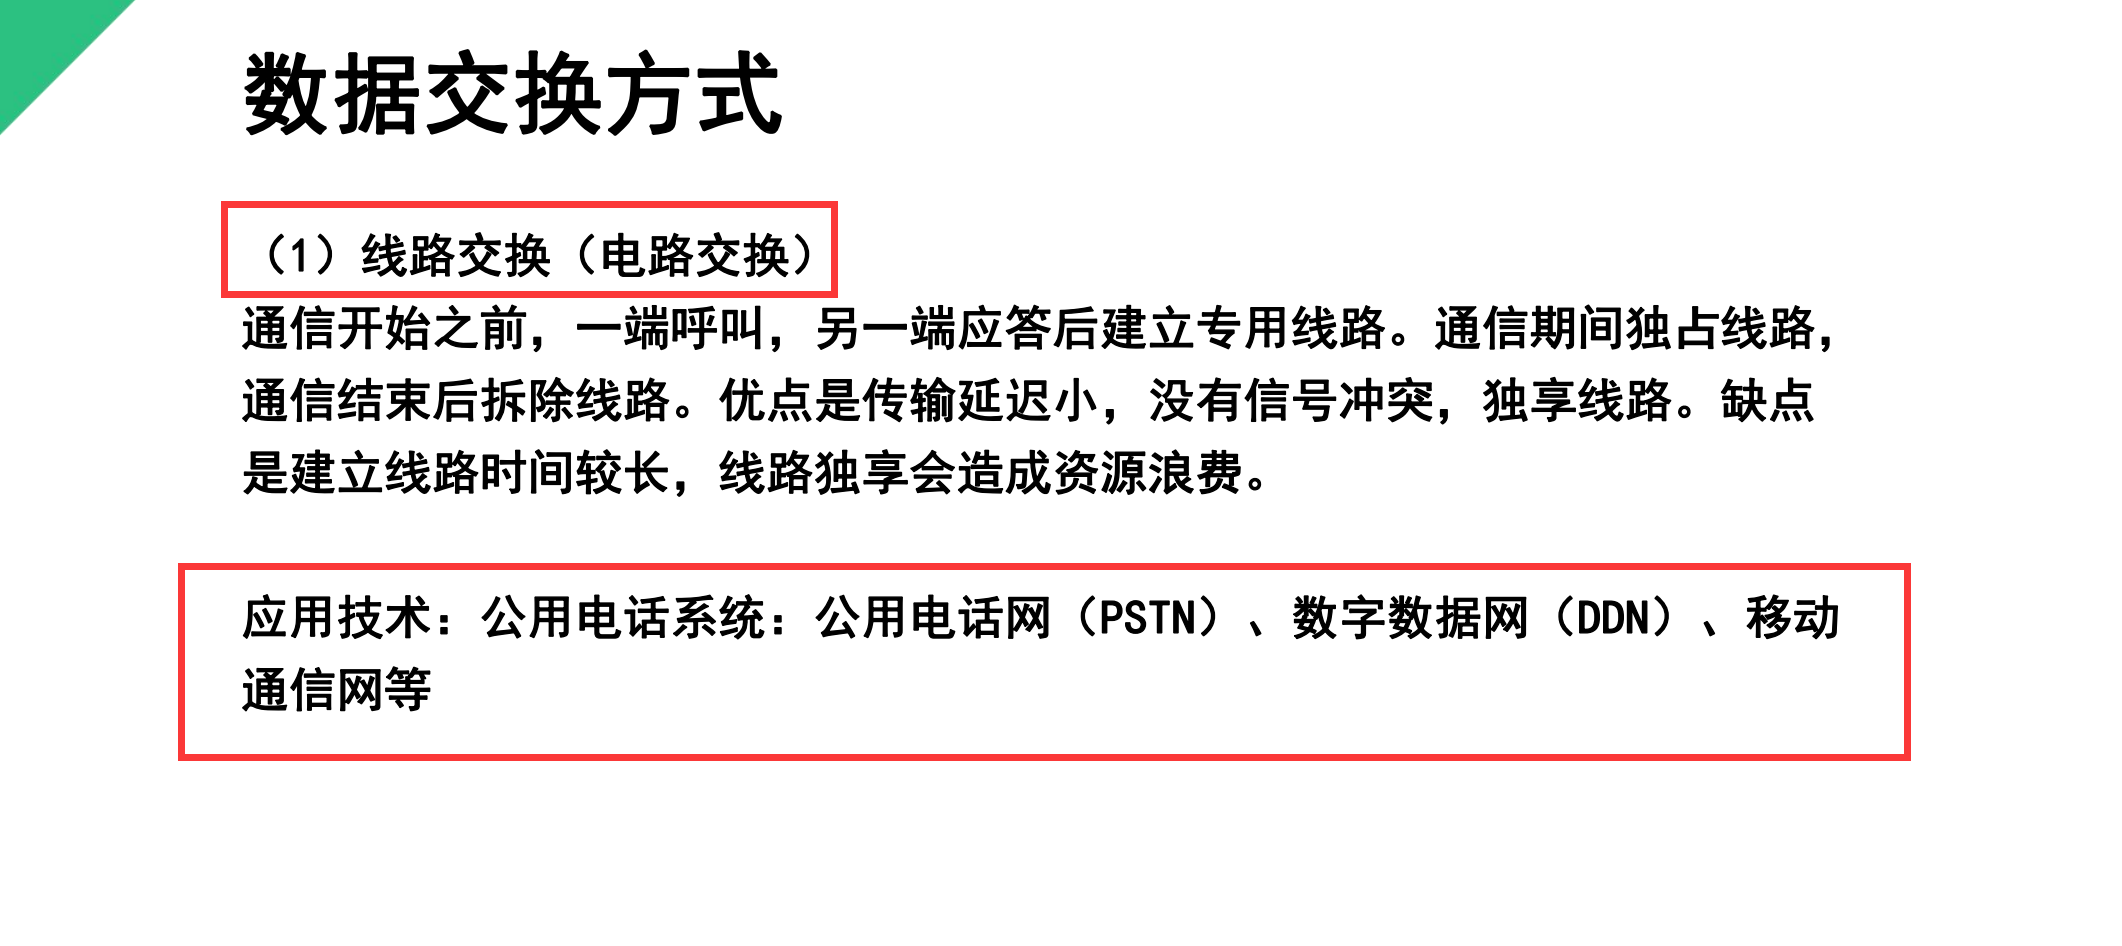 数据交换方式
（1）线路交换（电路交换）
通信开始之前，一端呼叫，另一端应答后建立专用线路。通信期间独占线路，
通信结束后拆除线路。优点是传输延迟小，没有信号冲突，独享线路。缺点
是建立线路时间较长，线路独享会造成资源浪费。
应用技术：公用电话系统：公用电话网（PSTN）、数字数据网（DDN）、移动
通信网等